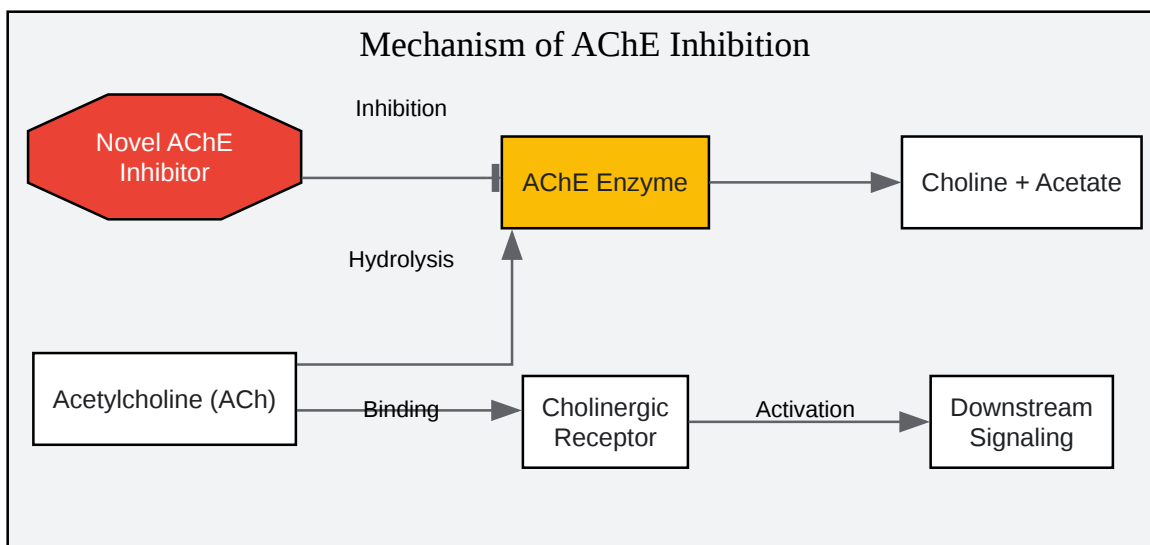 Mechanism of AChE Inhibition
Inhibition
Novel AChE
Inhibitor
AChE Enzyme
Choline + Acetate
Hydrolysis
Acetylcholine (ACh)
Binding
Cholinergic
Receptor
Activation
Downstream
Signaling